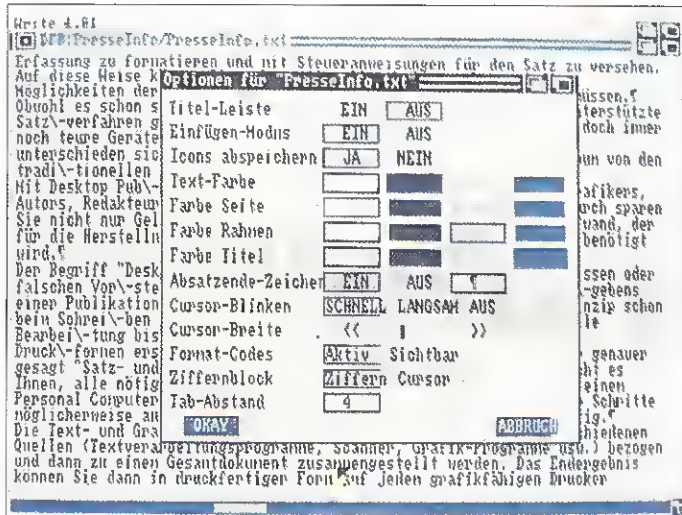 Write 4.01
DF0:PresseInfo/PresseInfo.txt
Erfassung zu formatieren und mit Steueranweisungen für den Satz zu versehen.
Auf diese Weise k
Möglichkeiten der müssen.¶
Obwohl es schon s terstützte
Satz\-verfahren g doch immer
noch teure Geräte
unterschieden sic un von den
tradi\-tionellen
Mit Desktop Pub\- afikers,
Autors, Redakteur rch sparen
Sie nicht nur Gel wand, der
für die Herstelln benötigt
wird.¶
Der Begriff "Desk ssen oder
falschen Vor\-ste \-gebens
einer Publikation nzip schon
beim Schrei\-ben le
Bearbei\-tung bis
Druck\-formen ers genauer
gesagt "Satz- und ht es
Ihnen, alle nötig einen
Personal Computer Schritte
möglicherweise au ig.¶
Die Text- und Gra hiedenen
Quellen (Textverarbeitungsprogramme, Scanner, Grafik-Programme usw.) bezogen
und dann zu einem Gesamtdokument zusammengestellt werden. Das Endergebnis
können Sie dann in druckfertiger Form auf jedem grafikfähigen Drucker
Optionen für "PresseInfo.txt"
Titel-Leiste EIN AUS
Einfügen-Modus EIN AUS
Icons abspeichern JA NEIN
Text-Farbe
Farbe Seite
Farbe Rahmen
Farbe Titel
Absatzende-Zeichen EIN AUS ¶
Cursor-Blinken SCHNELL LANGSAM AUS
Cursor-Breite << >>
Format-Codes Aktiv Sichtbar
Ziffernblock Ziffern Cursor
Tab-Abstand 4
OKAY ABBRUCH